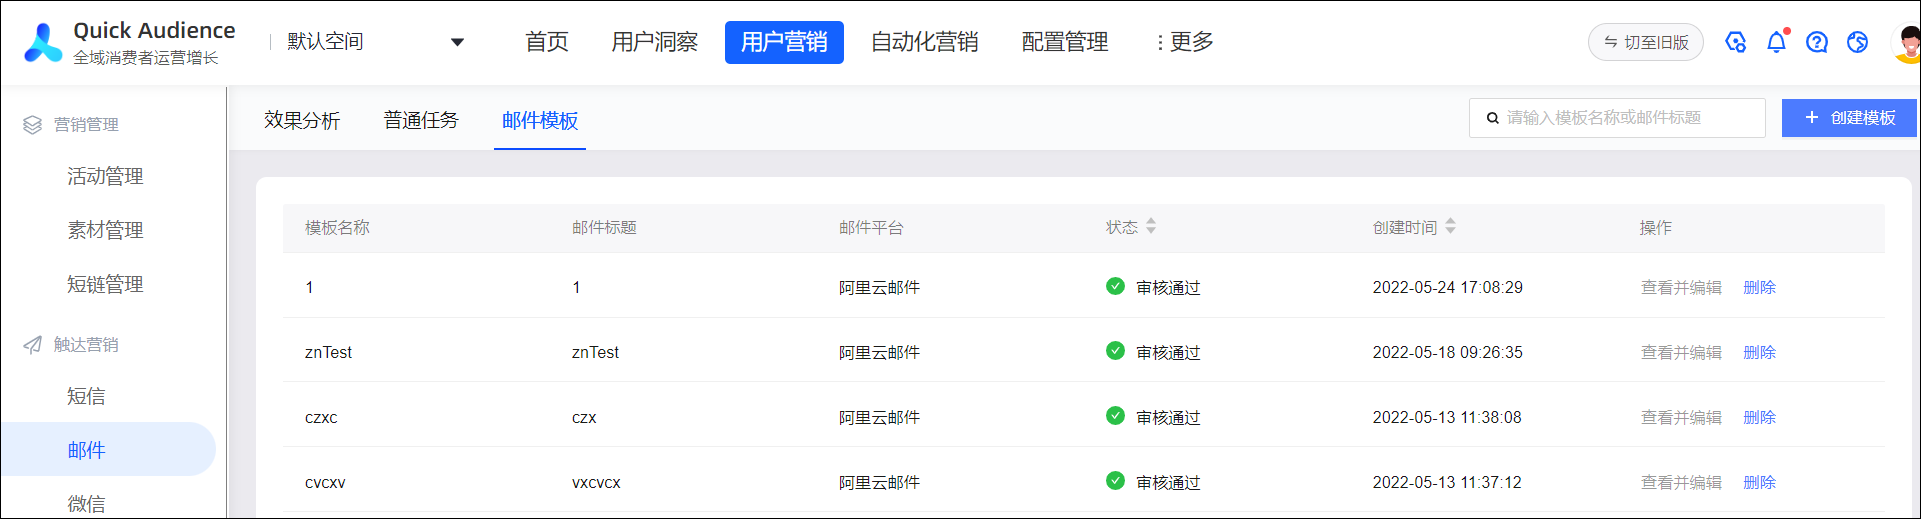 Quick Audience
全域消费者运营增长
默认空间
首页 用户洞察 用户营销 自动化营销 配置管理 更多
切至旧版
营销管理
活动管理
素材管理
短链管理
触达营销
短信
邮件
微信
效果分析 普通任务 邮件模板
请输入模板名称或邮件标题
+ 创建模板
模板名称 邮件标题 邮件平台 状态 创建时间 操作
1 1 阿里云邮件 审核通过 2022-05-24 17:08:29 查看并编辑 删除
znTest znTest 阿里云邮件 审核通过 2022-05-18 09:26:35 查看并编辑 删除
czxc czx 阿里云邮件 审核通过 2022-05-13 11:38:08 查看并编辑 删除
cvcxv vxcvcx 阿里云邮件 审核通过 2022-05-13 11:37:12 查看并编辑 删除